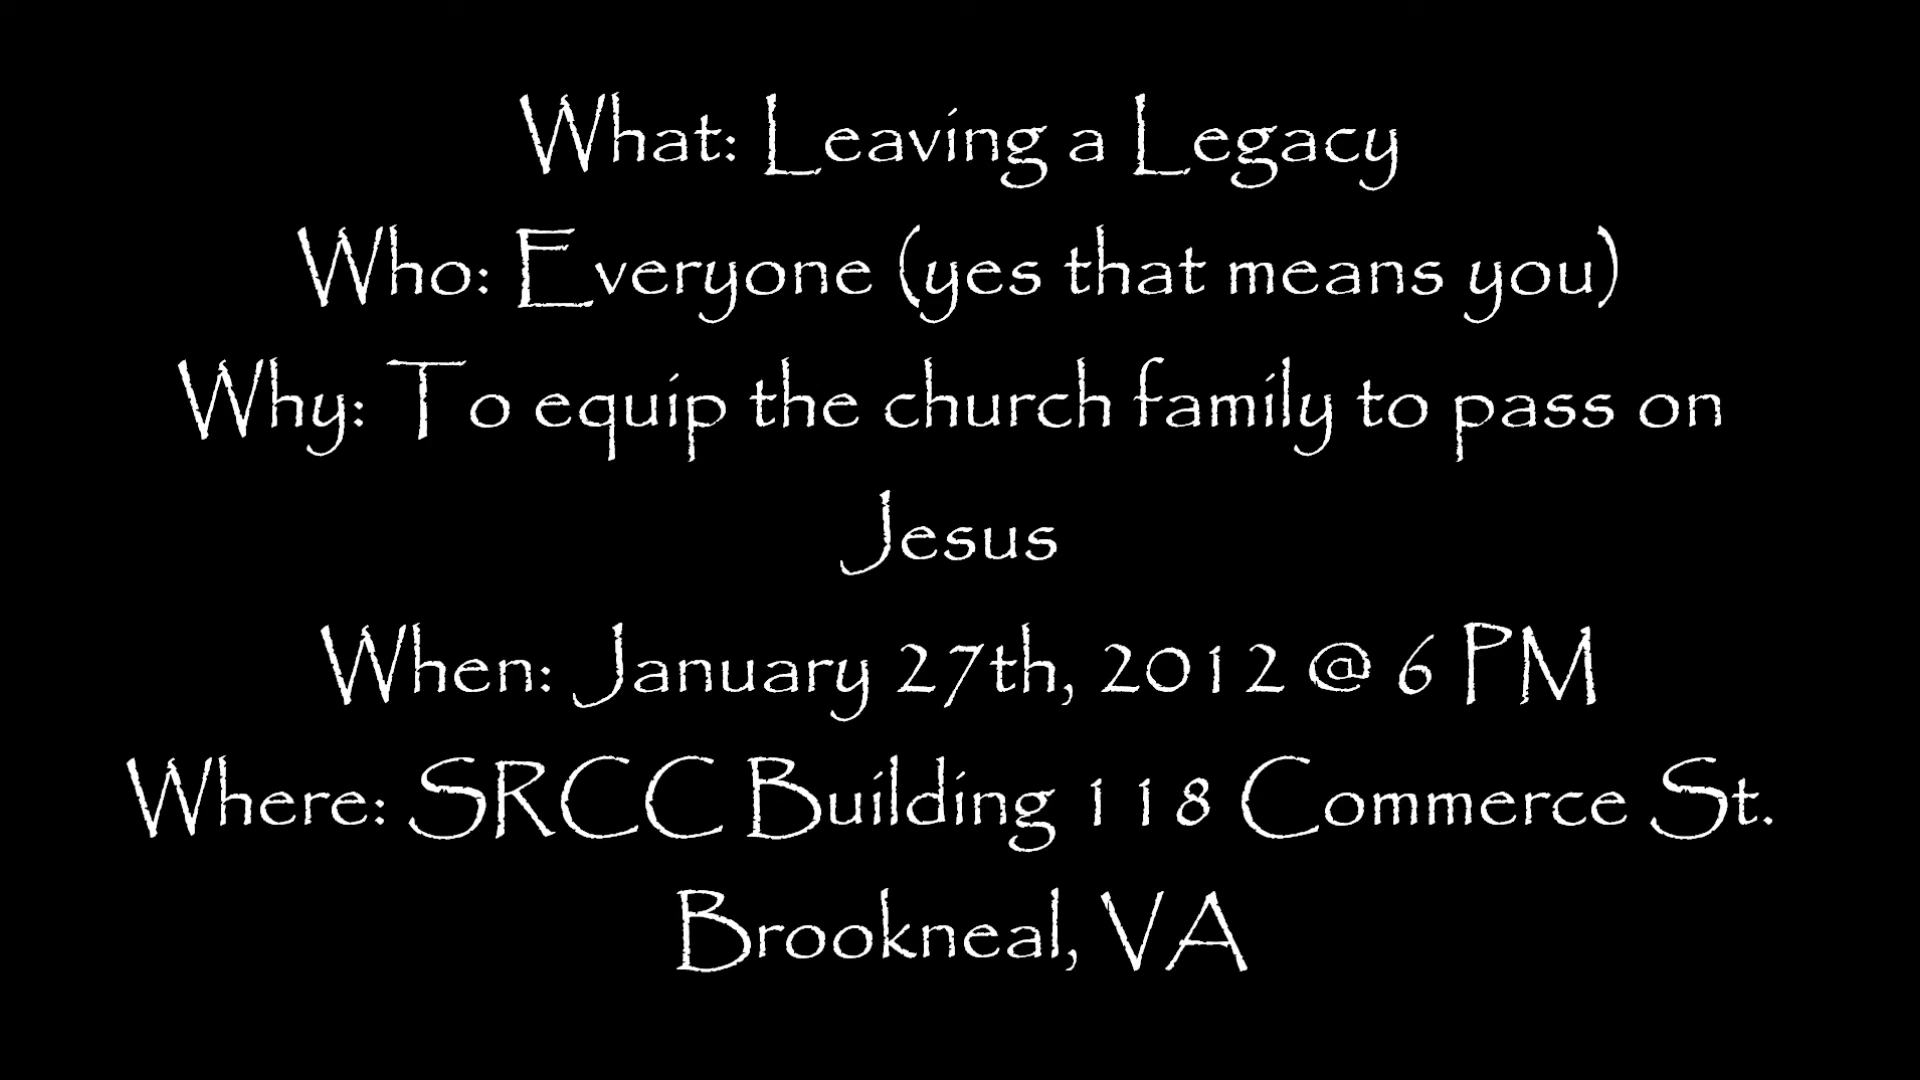 What: Leaving a Legacy
Who: Everyone (yes that means you)
Why: To equip the church family to pass on
Jesus
When: January 27th, 2012 @ 6 PM
Where: SRCC Building 118 Commerce St.
Brookneal, VA